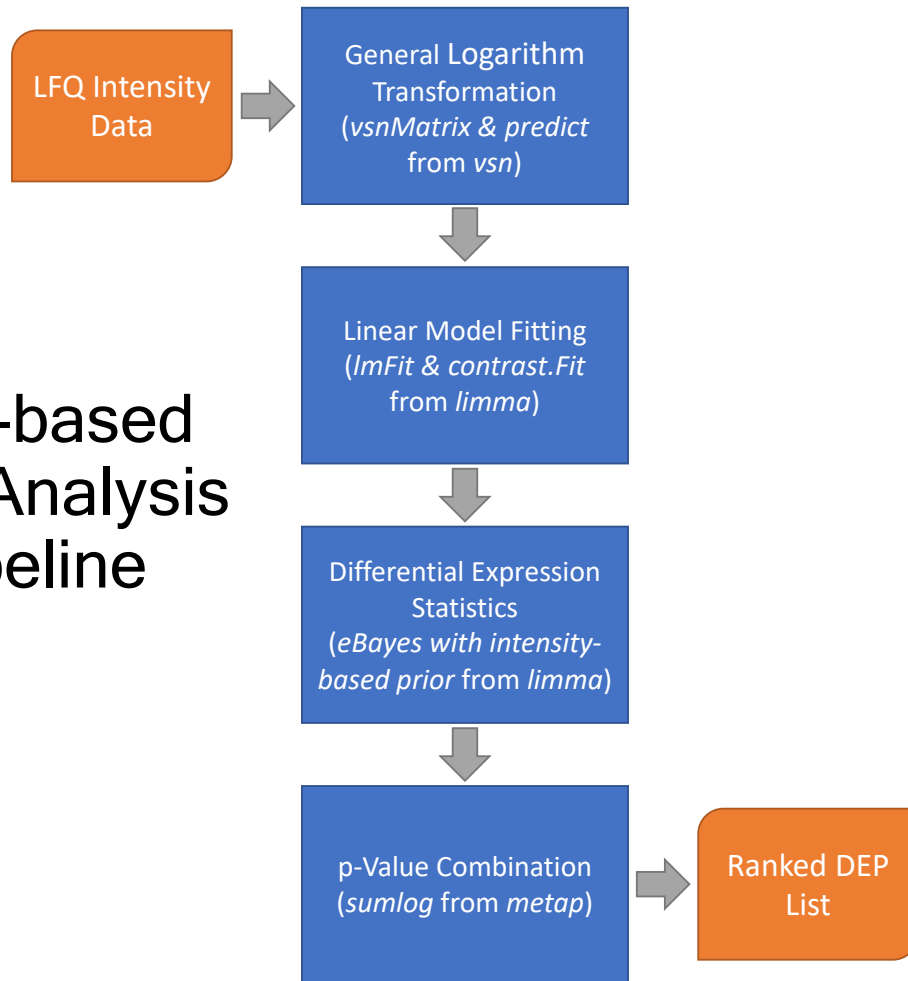 LFQ Intensity
Data
General Logarithm
Transformation
(vsnMatrix & predict
from vsn)
Linear Model Fitting
(lmFit & contrast.Fit
from limma)
-based
Analysis
peline
Differential Expression
Statistics
(eBayes with intensity-
based prior from limma)
p-Value Combination
(sumlog from metap)
Ranked DEP
List